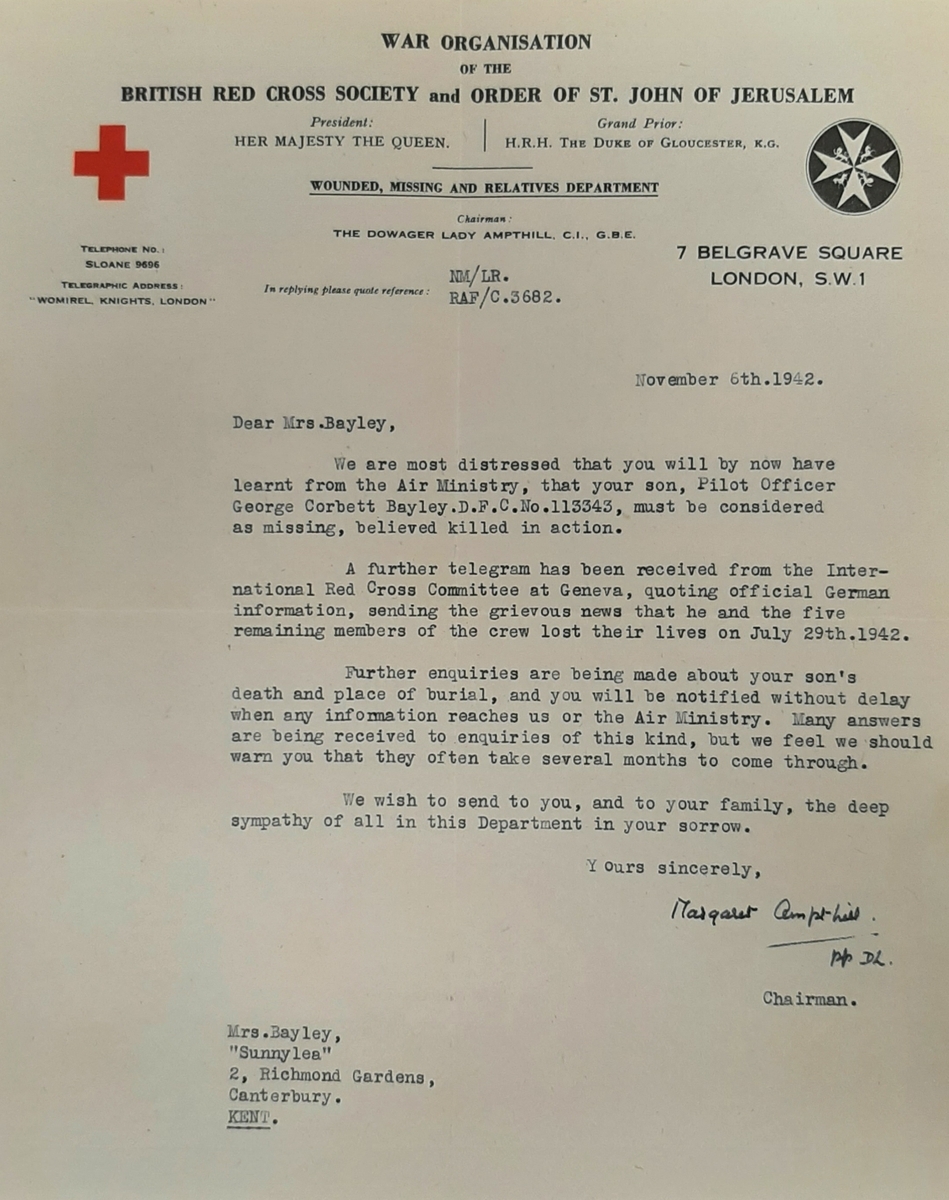 WAR ORGANISATION
OF THE
BRITISH RED CROSS SOCIETY and ORDER OF ST. JOHN OF JERUSALEM
President:
HER MAJESTY THE QUEEN.
Grand Prior:
H.R.H. THE DUKE OF GLOUCESTER, K.G.
WOUNDED, MISSING AND RELATIVES DEPARTMENT
Chairman:
THE DOWAGER LADY AMPTHILL, C.I., G.B.E.
TELEPHONE NO.:
SLOANE 9696
TELEGRAPHIC ADDRESS:
"WOMIREL, KNIGHTS, LONDON"
In replying please quote reference:
NM/LR.
RAF/C.3682.
7 BELGRAVE SQUARE
LONDON, S.W.1
November 6th.1942.
Dear Mrs.Bayley,
We are most distressed that you will by now have
learnt from the Air Ministry, that your son, Pilot Officer
George Corbett Bayley.D.F.C.No.113343, must be considered
as missing, believed killed in action.
A further telegram has been received from the Inter-
national Red Cross Committee at Geneva, quoting official German
information, sending the grievous news that he and the five
remaining members of the crew lost their lives on July 29th.1942.
Further enquiries are being made about your son's
death and place of burial, and you will be notified without delay
when any information reaches us or the Air Ministry. Many answers
are being received to enquiries of this kind, but we feel we should
warn you that they often take several months to come through.
We wish to send to you, and to your family, the deep
sympathy of all in this Department in your sorrow.
Yours sincerely,
Margaret Ampthill.
pp DL.
Chairman.
Mrs.Bayley,
"Sunnylea"
2, Richmond Gardens,
Canterbury.
KENT.